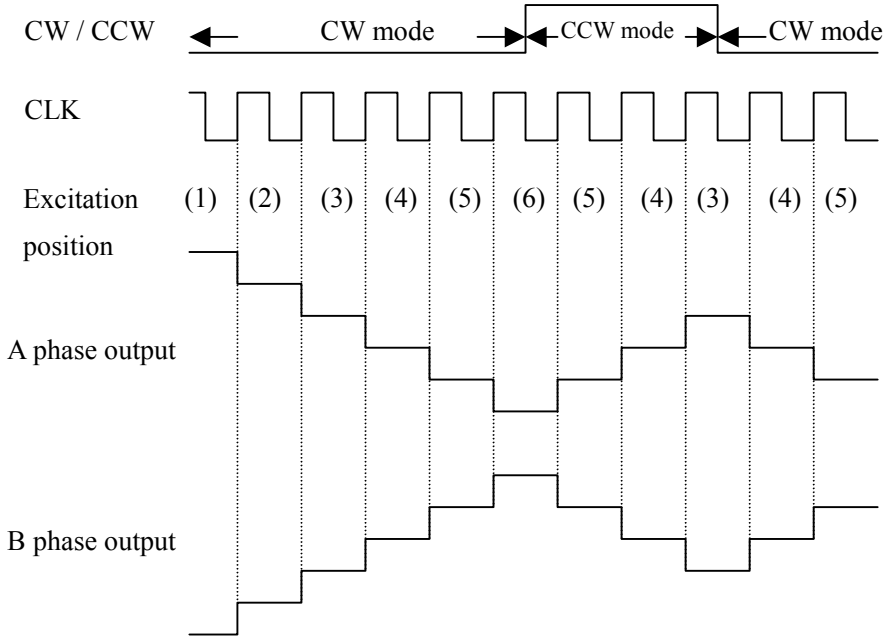 CW / CCW CW mode CCW mode CW mode
CLK
Excitation (1) (2) (3) (4) (5) (6) (5) (4) (3) (4) (5)
position
A phase output
B phase output